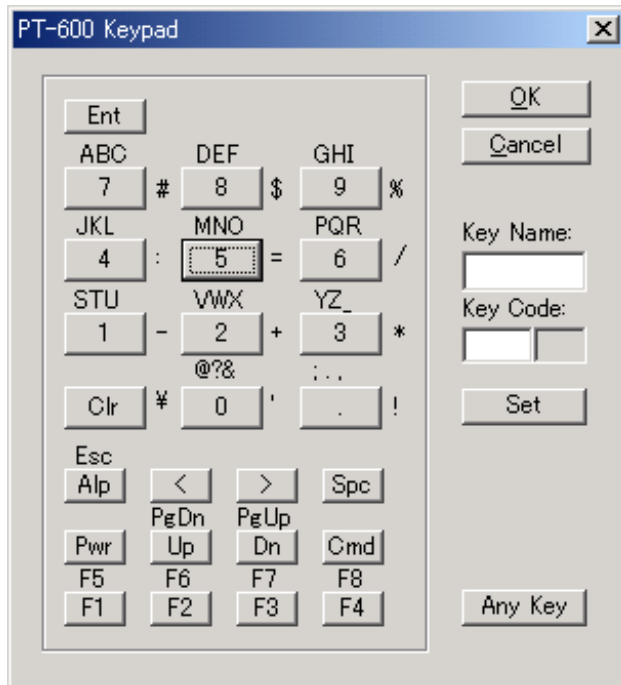 PT-600 Keypad
Ent
OK
ABC DEF GHI
Cancel
7 # 8 $ 9 %
JKL MNO PQR
Key Name:
4 : 5 = 6 /
STU VWX YZ_
Key Code:
1 - 2 + 3 *
@?& ; . ,
Clr ¥ 0 ' . !
Set
Esc
Alp < > Spc
PgDn PgUp
Pwr Up Dn Cmd
F5 F6 F7 F8
F1 F2 F3 F4
Any Key